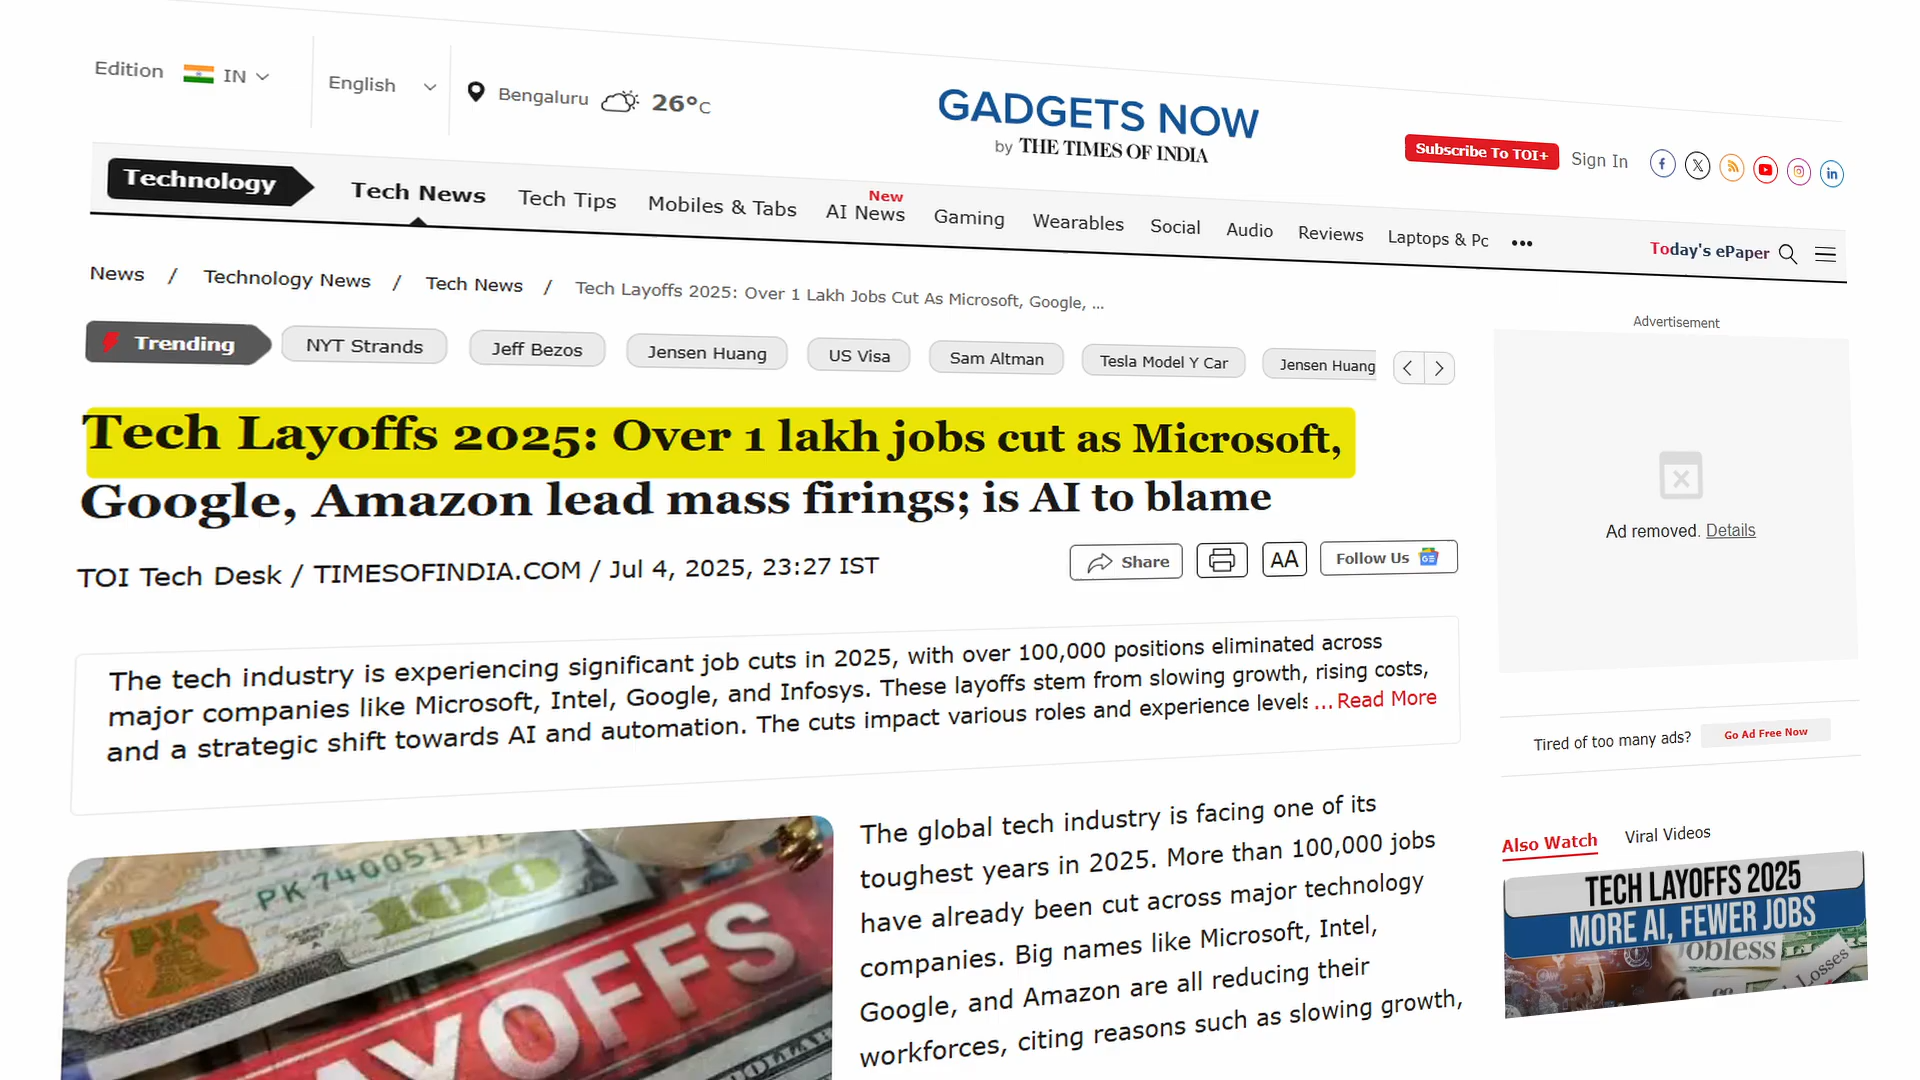 Edition IN
English
Bengaluru 26°C
GADGETS NOW
by THE TIMES OF INDIA
Subscribe To TOI+ Sign In
Technology
Tech News Tech Tips Mobiles & Tabs AI News New Gaming Wearables Social Audio Reviews Laptops & Pc •••
Today's ePaper
News / Technology News / Tech News / Tech Layoffs 2025: Over 1 Lakh Jobs Cut As Microsoft, Google, ...
Trending NYT Strands Jeff Bezos Jensen Huang US Visa Sam Altman Tesla Model Y Car Jensen Huang
Tech Layoffs 2025: Over 1 lakh jobs cut as Microsoft,
Google, Amazon lead mass firings; is AI to blame
TOI Tech Desk / TIMESOFINDIA.COM / Jul 4, 2025, 23:27 IST
Share AA Follow Us
The tech industry is experiencing significant job cuts in 2025, with over 100,000 positions eliminated across
major companies like Microsoft, Intel, Google, and Infosys. These layoffs stem from slowing growth, rising costs,
and a strategic shift towards AI and automation. The cuts impact various roles and experience levels ... Read More
PK 74005117
100
AYOFFS
The global tech industry is facing one of its
toughest years in 2025. More than 100,000 jobs
have already been cut across major technology
companies. Big names like Microsoft, Intel,
Google, and Amazon are all reducing their
workforces, citing reasons such as slowing growth,
Advertisement
Ad removed. Details
Tired of too many ads? Go Ad Free Now
Also Watch Viral Videos
TECH LAYOFFS 2025
MORE AI, FEWER JOBS
obless
Losses